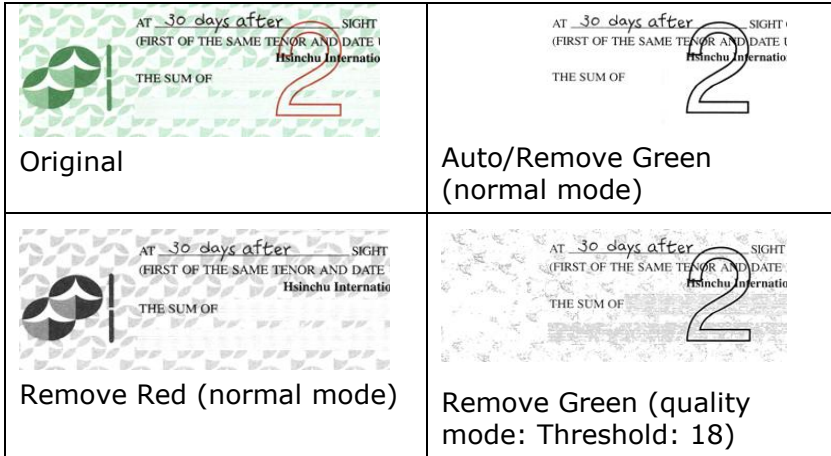 AT 30 days after SIGHT
(FIRST OF THE SAME TENOR AND DATE
Hsinchu Internatio
THE SUM OF
2
Original
AT 30 days after SIGHT
(FIRST OF THE SAME TENOR AND DATE
Hsinchu Internatio
THE SUM OF
2
Auto/Remove Green
(normal mode)
AT 30 days after SIGHT
(FIRST OF THE SAME TENOR AND DATE
Hsinchu Internatio
THE SUM OF
Remove Red (normal mode)
AT 30 days after SIGHT
(FIRST OF THE SAME TENOR AND DATE
Hsinchu Internatio
THE SUM OF
2
Remove Green (quality
mode: Threshold: 18)